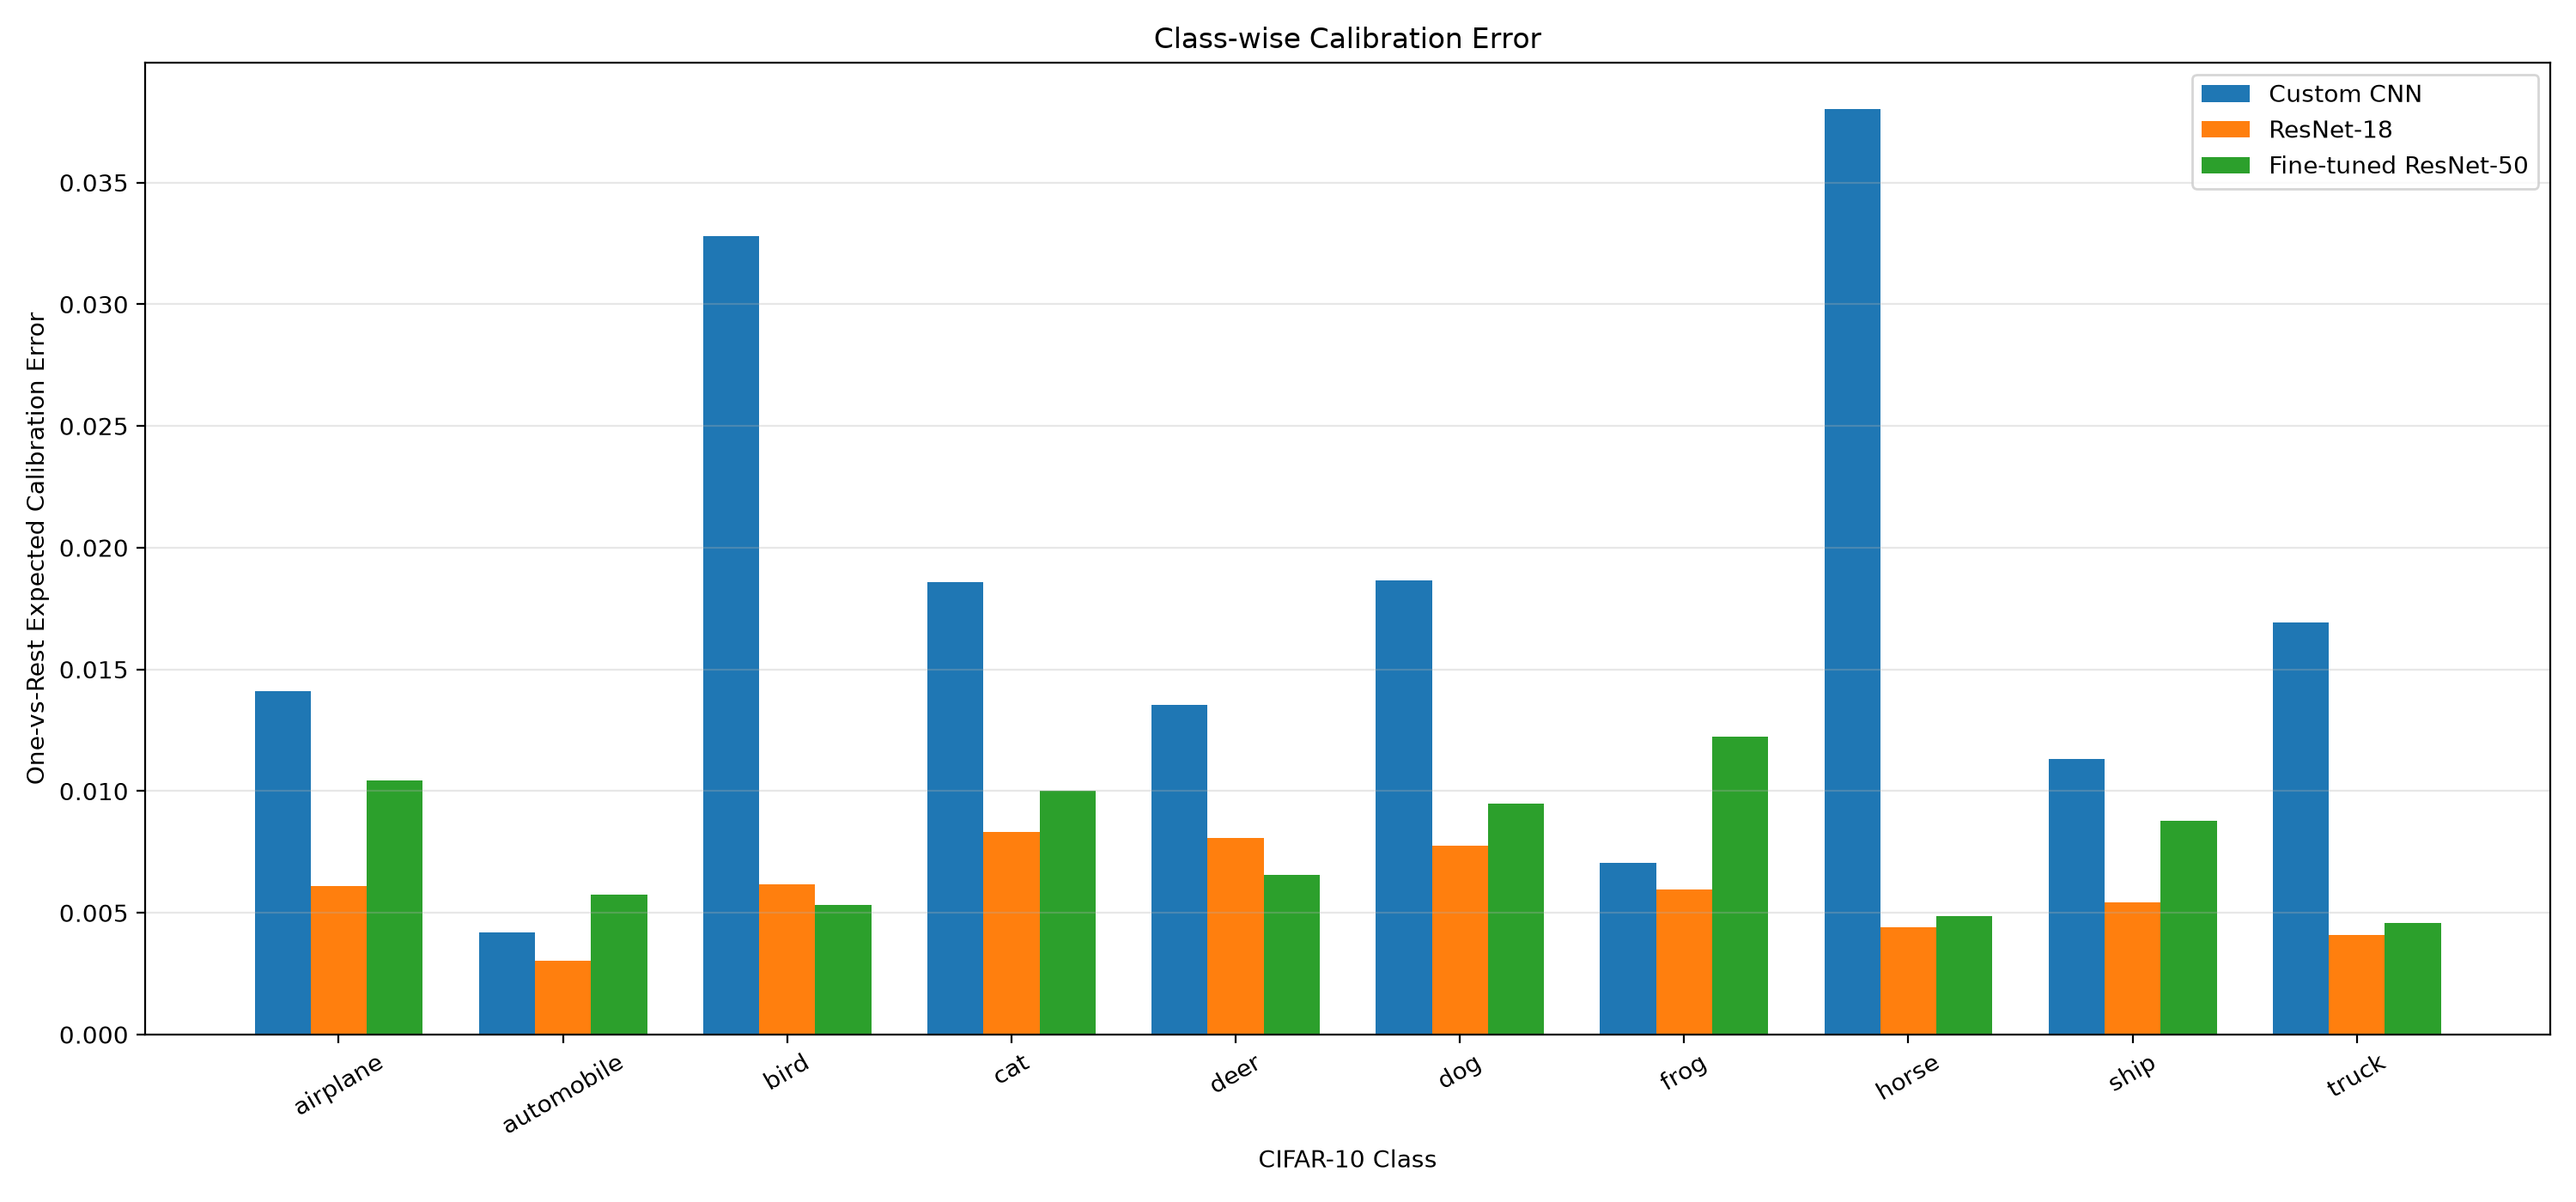 Class-wise Calibration Error
Custom CNN
ResNet-18
Fine-tuned ResNet-50
One-vs-Rest Expected Calibration Error
0.035
0.030
0.025
0.020
0.015
0.010
0.005
0.000
airplane
automobile
bird
cat
deer
dog
frog
horse
ship
truck
CIFAR-10 Class